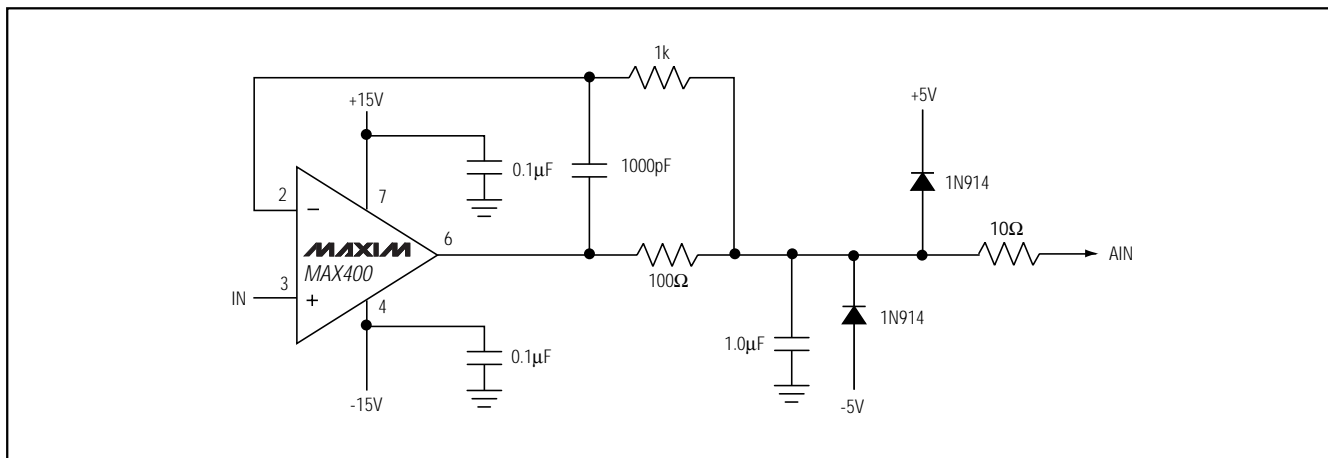 1k
+15V
+5V
0.1µF
1000pF
1N914
2
7
–
MAXIM
MAX400
6
10Ω
AIN
100Ω
3
IN
+
4
1N914
0.1µF
1.0µF
-15V
-5V